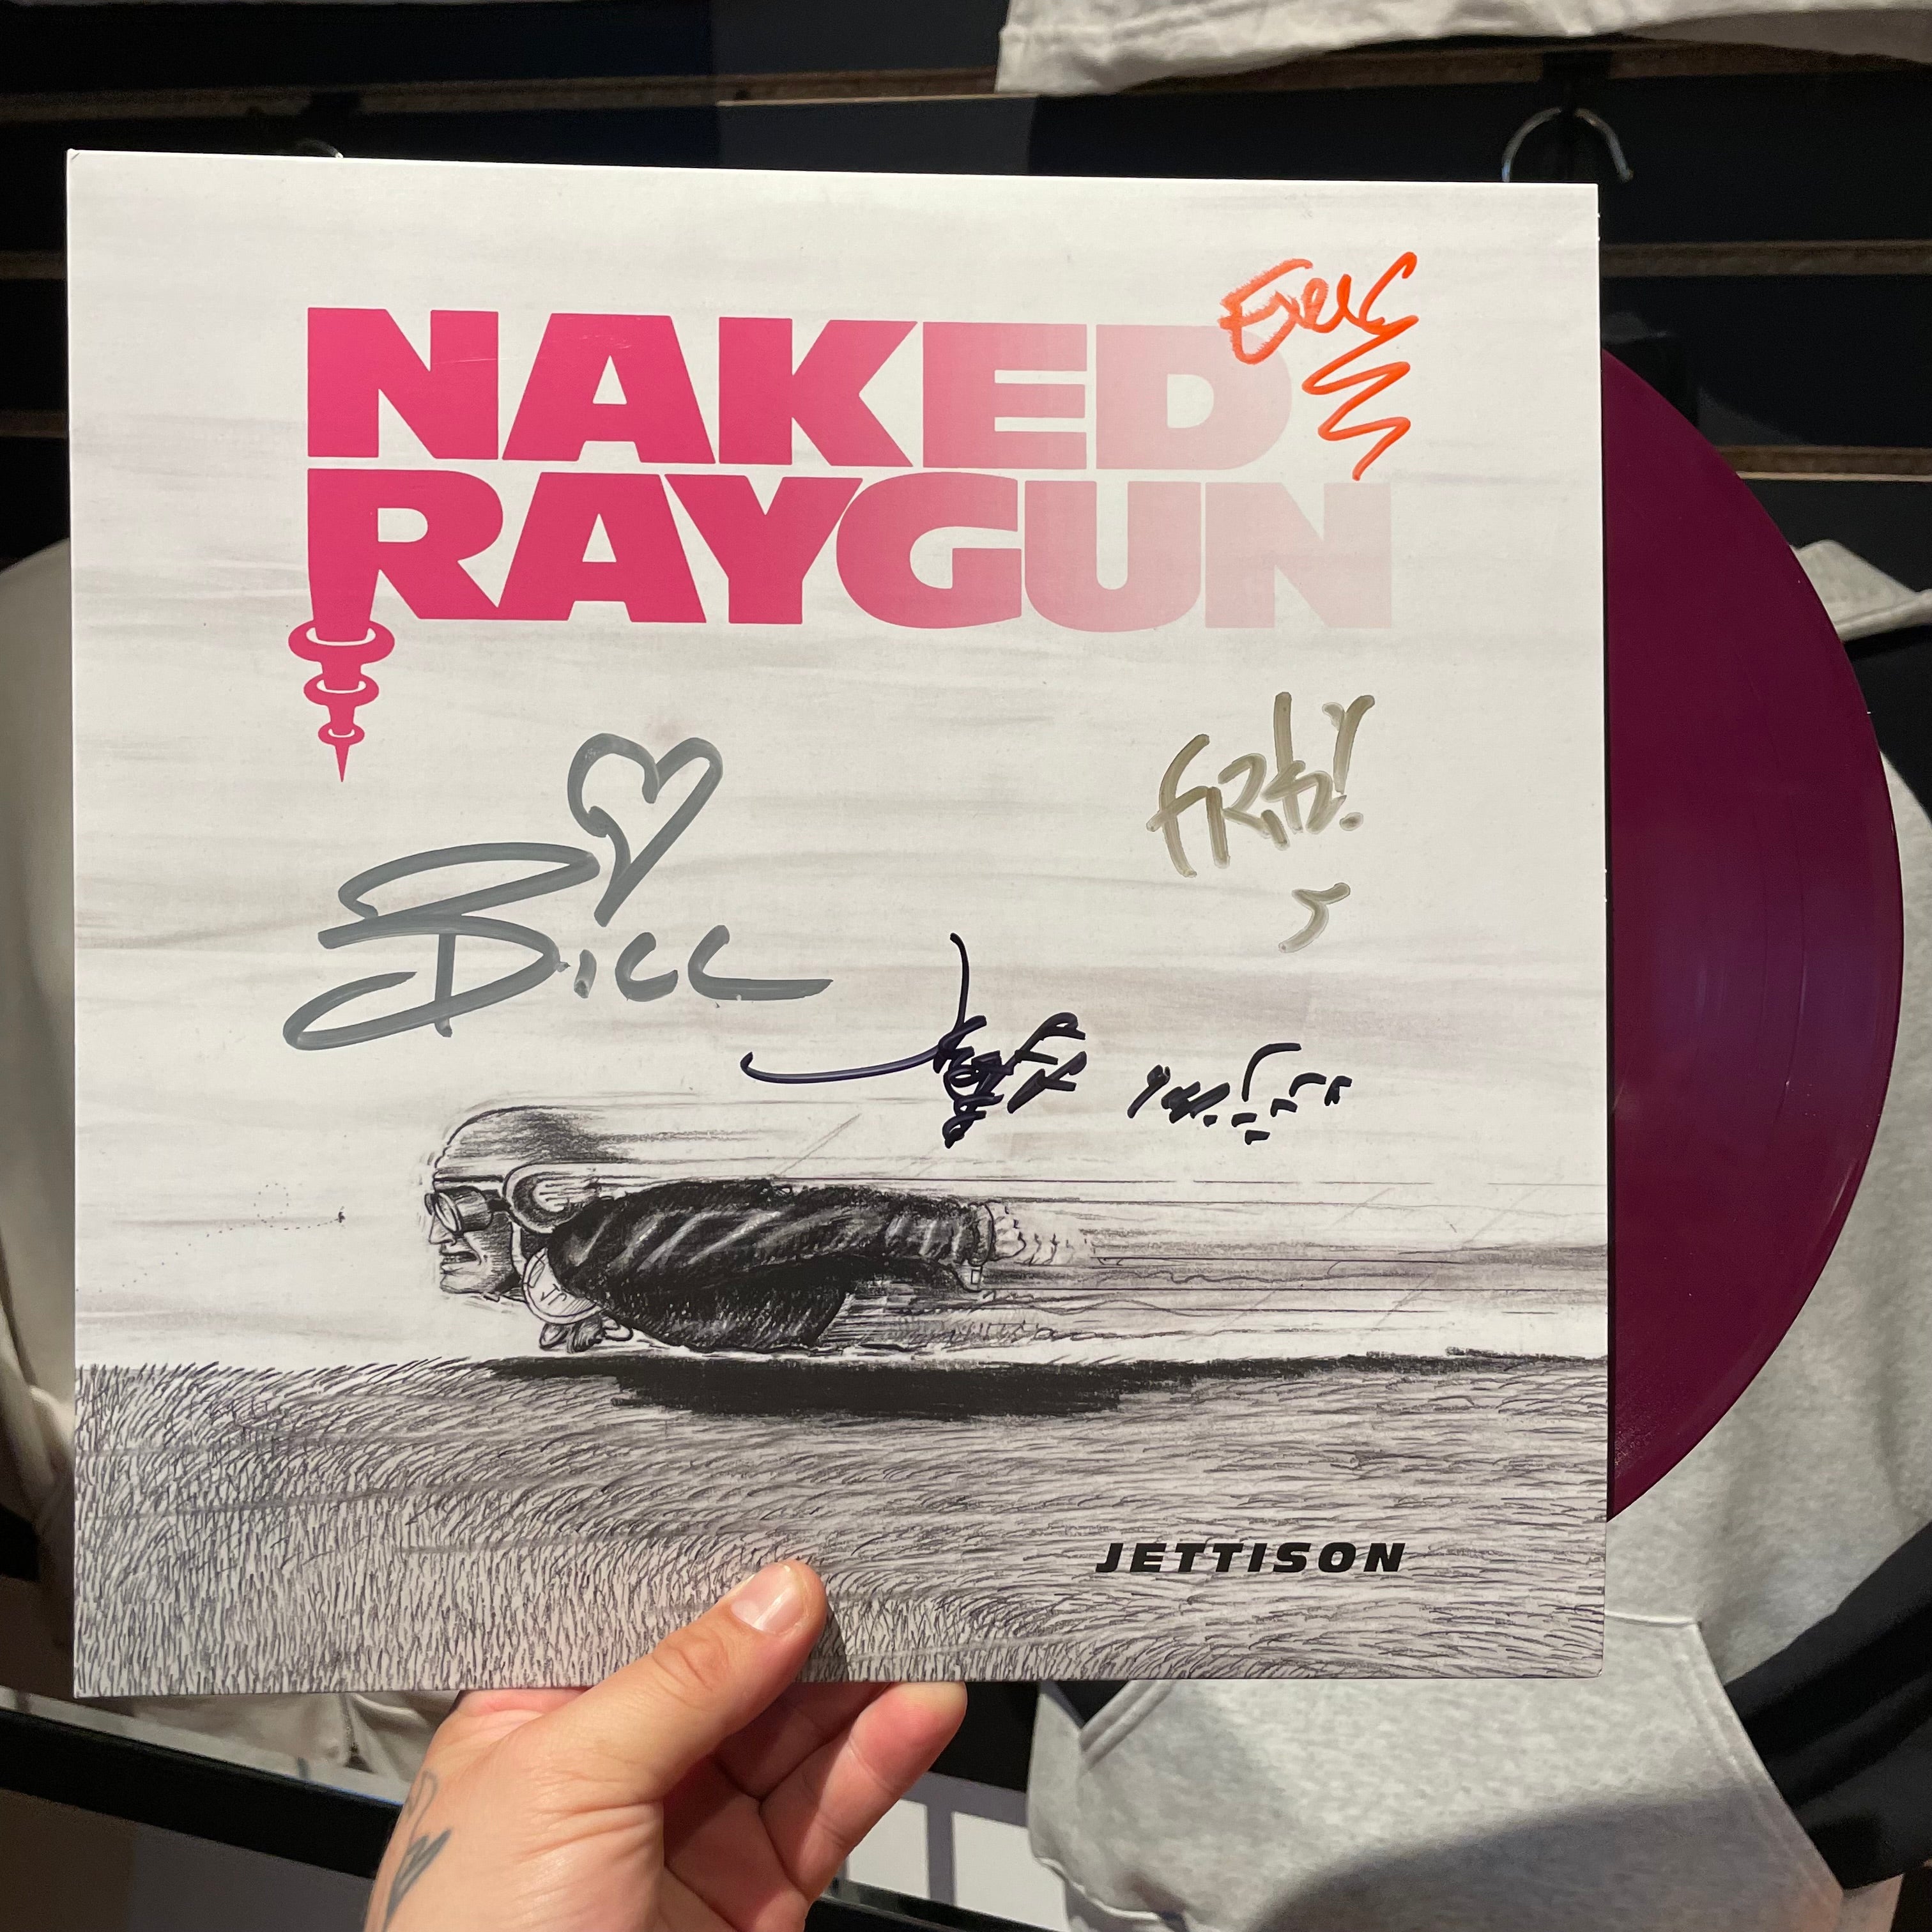 NAKED
RAYGUN
Eric
FRitz!
Bill
JETTISON